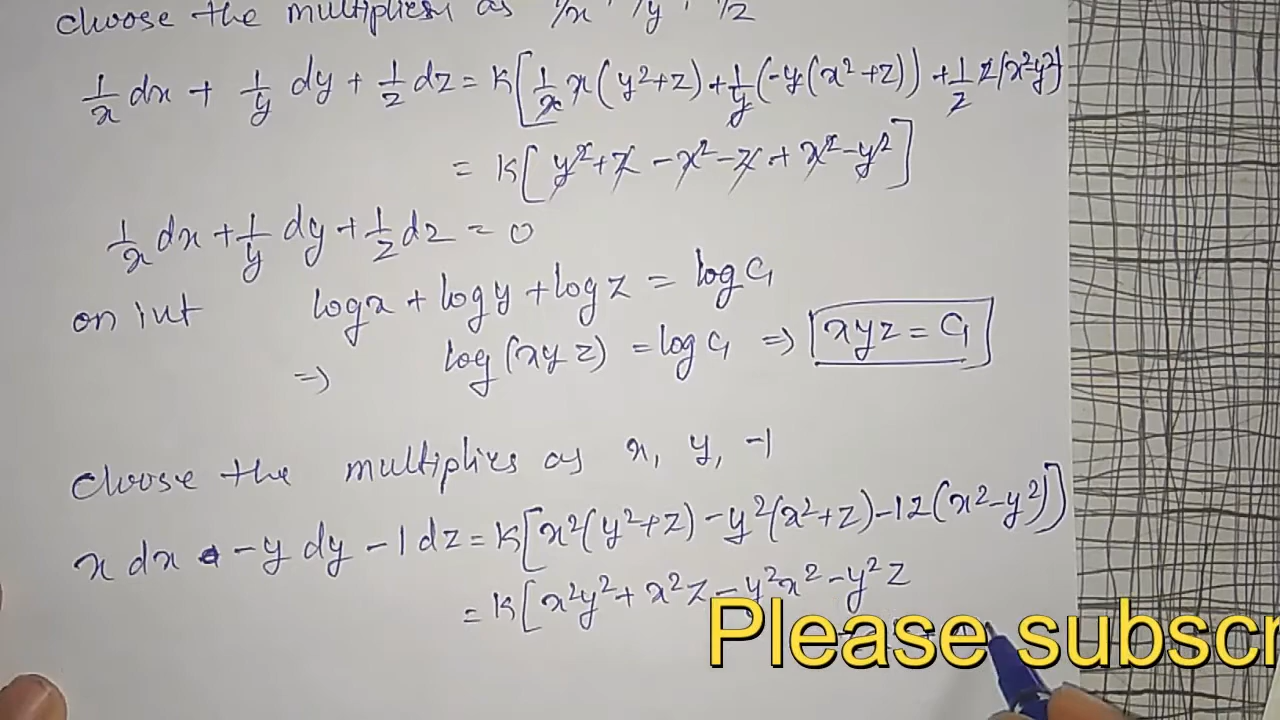 choose the multipliers as 1/x, 1/y, 1/z
1/x dx + 1/y dy + 1/z dz = K[1/x x(y²+z) + 1/y(-y(x²+z)) + 1/z z(x²y²)
= K[y²+z - x² - z + x² - y²]
1/x dx + 1/y dy + 1/z dz = 0
on int log x + log y + log z = log C₁
=> log(xyz) = log C₁ => xyz = C₁
choose the multiplies as x, y, -1
x dx - y dy - 1 dz = K[x²(y²+z) - y²(x²+z) - 1z(x²-y²)]
= K[x²y² + x²z - y²x² - y²z
Please subscr